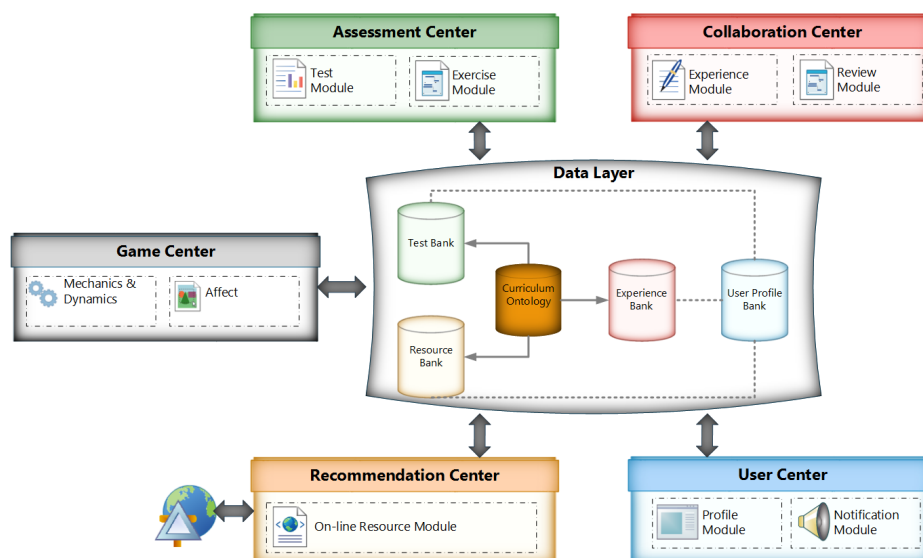 Assessment Center
Test
Module
Exercise
Module
Collaboration Center
Experience
Module
Review
Module
Data Layer
Test Bank
Curriculum
Ontology
Experience
Bank
User Profile
Bank
Resource
Bank
Game Center
Mechanics &
Dynamics
Affect
Recommendation Center
On-line Resource Module
User Center
Profile
Module
Notification
Module